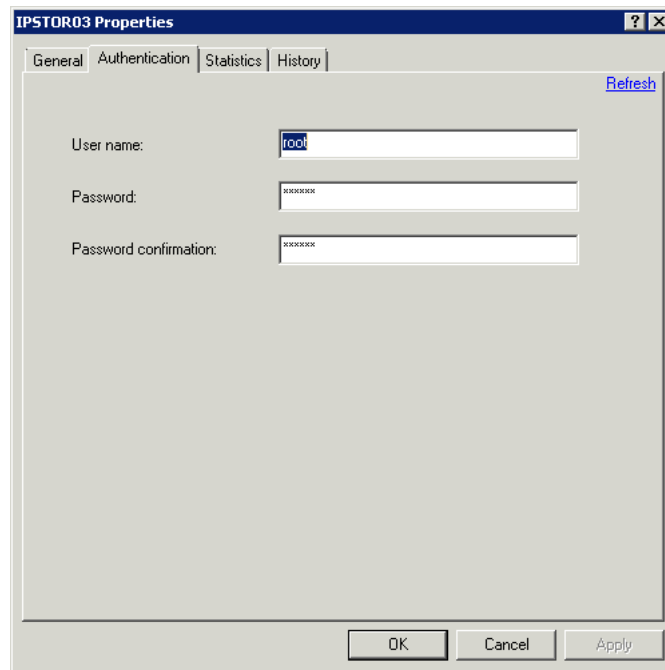 IPSTOR03 Properties
General Authentication Statistics History
Refresh
User name: root
Password: ******
Password confirmation: ******
OK Cancel Apply